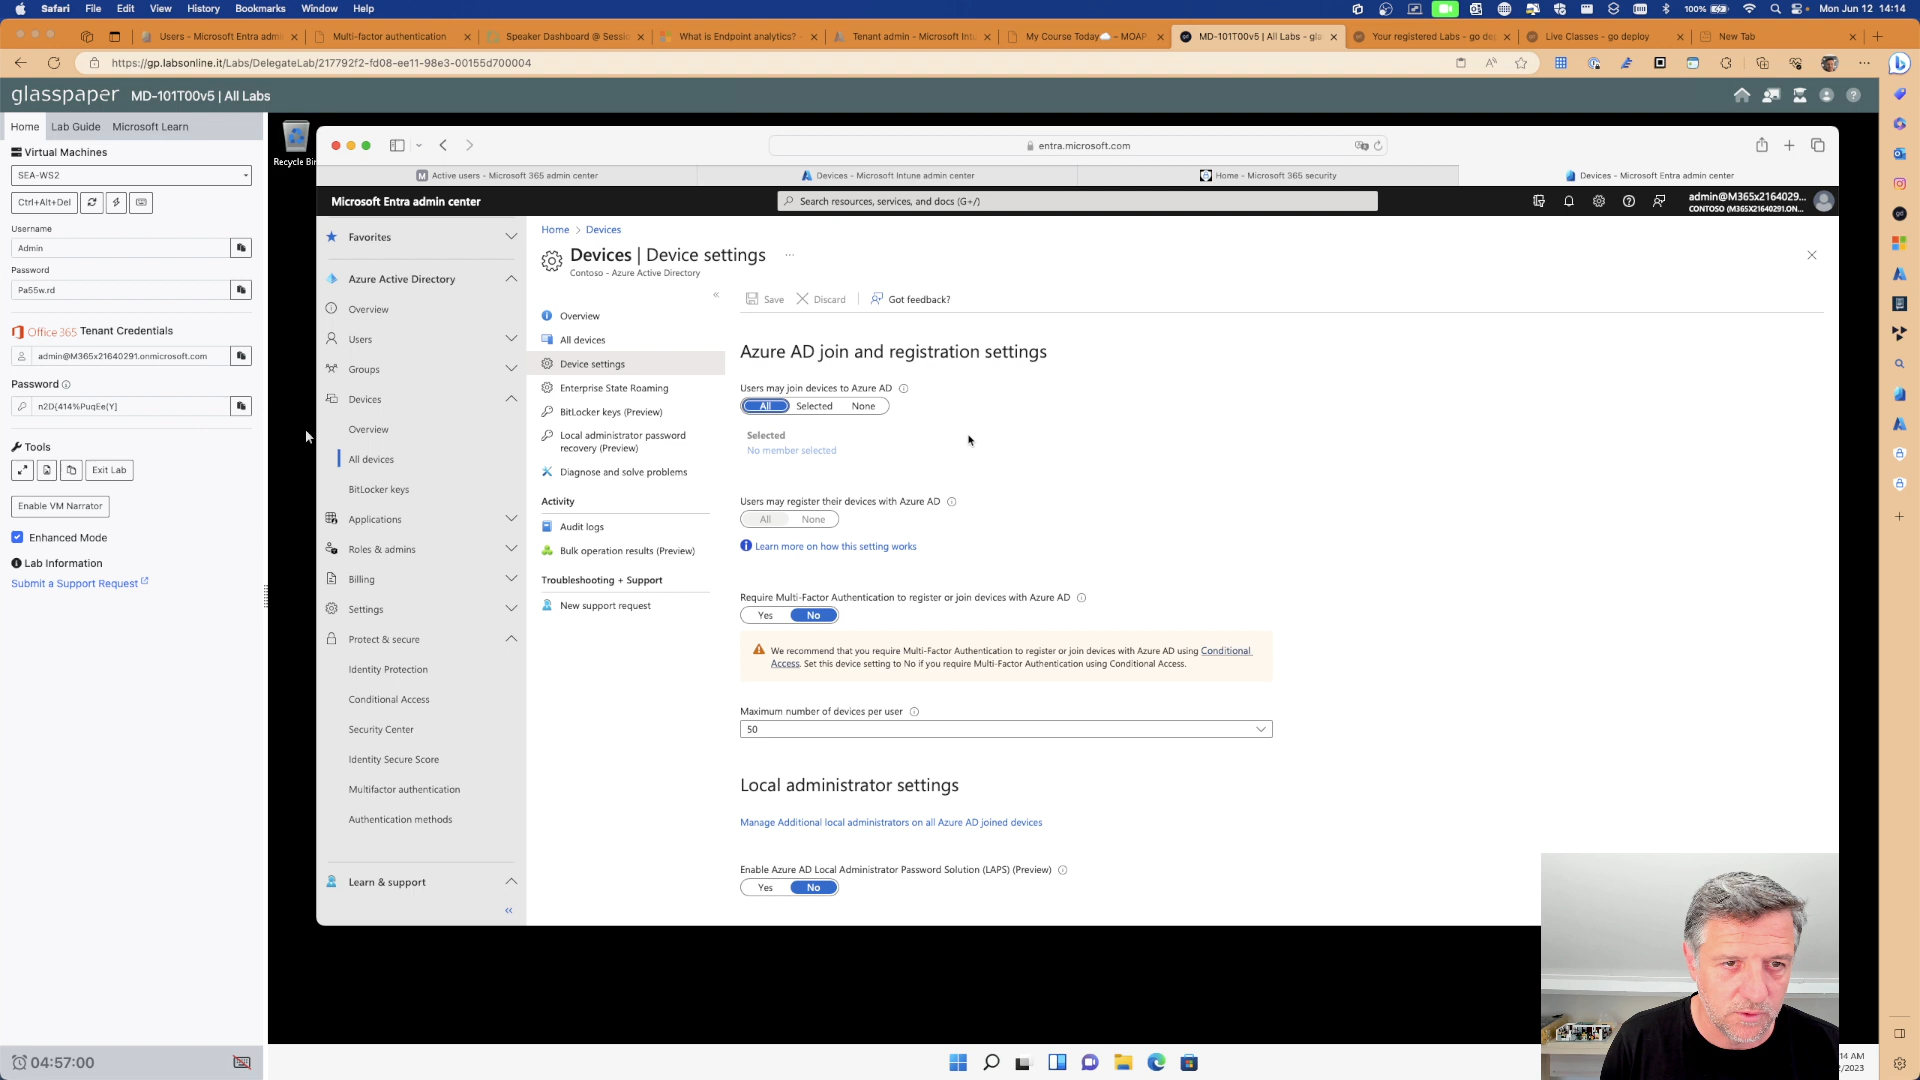 Safari File Edit View History Bookmarks Window Help
100% Mon Jun 12 14:14
Users - Microsoft Entra admi
Multi-factor authentication
Speaker Dashboard @ Sessi
What is Endpoint analytics? -
Tenant admin - Microsoft Int
My Course Today - MOAP
MD-101T00v5 | All Labs - gla
Your registered Labs - go de
Live Classes - go deploy
New Tab
https://gp.labsonline.it/Labs/DelegateLab/217792f2-fd08-ee11-98e3-00155d700004
glasspaper MD-101T00v5 | All Labs
Home Lab Guide Microsoft Learn
Virtual Machines
SEA-WS2
Ctrl+Alt+Del
Username
Admin
Password
Pa55w.rd
Office 365 Tenant Credentials
admin@M365x21640291.onmicrosoft.com
Password
n2D(414%PuqEe(Y]
Tools
Exit Lab
Enable VM Narrator
Enhanced Mode
Lab Information
Submit a Support Request
04:57:00
Recycle Bin
entra.microsoft.com
Active users - Microsoft 365 admin center
Devices - Microsoft Intune admin center
Home - Microsoft 365 security
Devices - Microsoft Entra admin center
Microsoft Entra admin center
Search resources, services, and docs (G+/)
admin@M365x2164029...
CONTOSO (M365X21640291.ON...
Favorites
Azure Active Directory
Overview
Users
Groups
Devices
Overview
All devices
BitLocker keys
Applications
Roles & admins
Billing
Settings
Protect & secure
Identity Protection
Conditional Access
Security Center
Identity Secure Score
Multifactor authentication
Authentication methods
Learn & support
Home > Devices
Devices | Device settings ...
Contoso - Azure Active Directory
Overview
All devices
Device settings
Enterprise State Roaming
BitLocker keys (Preview)
Local administrator password
recovery (Preview)
Diagnose and solve problems
Activity
Audit logs
Bulk operation results (Preview)
Troubleshooting + Support
New support request
Save Discard Got feedback?
Azure AD join and registration settings
Users may join devices to Azure AD
All Selected None
Selected
No member selected
Users may register their devices with Azure AD
All None
Learn more on how this setting works
Require Multi-Factor Authentication to register or join devices with Azure AD
Yes No
We recommend that you require Multi-Factor Authentication to register or join devices with Azure AD using Conditional
Access. Set this device setting to No if you require Multi-Factor Authentication using Conditional Access.
Maximum number of devices per user
50
Local administrator settings
Manage Additional local administrators on all Azure AD joined devices
Enable Azure AD Local Administrator Password Solution (LAPS) (Preview)
Yes No
14 AM
/2023